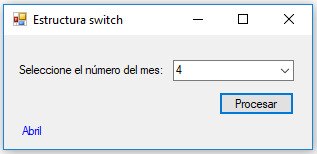 Estructura switch
Seleccione el número del mes: 4
Procesar
Abril